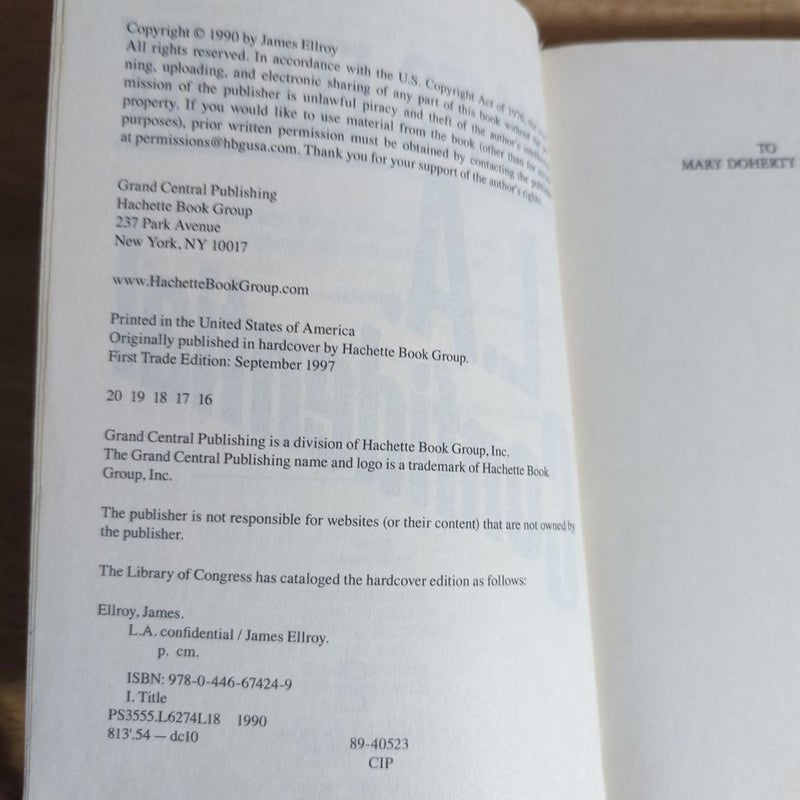 Copyright © 1990 by James Ellroy
All rights reserved. In accordance with the U.S. Copyright Act of 1976, the
ning, uploading, and electronic sharing of any part of this book without the
mission of the publisher is unlawful piracy and theft of the author's
property. If you would like to use material from the book (other than for
purposes), prior written permission must be obtained by contacting the
at permissions@hbgusa.com. Thank you for your support of the author's rights.
Grand Central Publishing
Hachette Book Group
237 Park Avenue
New York, NY 10017
www.HachetteBookGroup.com
Printed in the United States of America
Originally published in hardcover by Hachette Book Group.
First Trade Edition: September 1997
20 19 18 17 16
Grand Central Publishing is a division of Hachette Book Group, Inc.
The Grand Central Publishing name and logo is a trademark of Hachette Book
Group, Inc.
The publisher is not responsible for websites (or their content) that are not owned by
the publisher.
The Library of Congress has cataloged the hardcover edition as follows:
Ellroy, James.
L.A. confidential / James Ellroy.
p. cm.
ISBN: 978-0-446-67424-9
I. Title
PS3555.L6274L18 1990
813'.54 — dc10
89-40523
CIP
TO
MARY DOHERTY